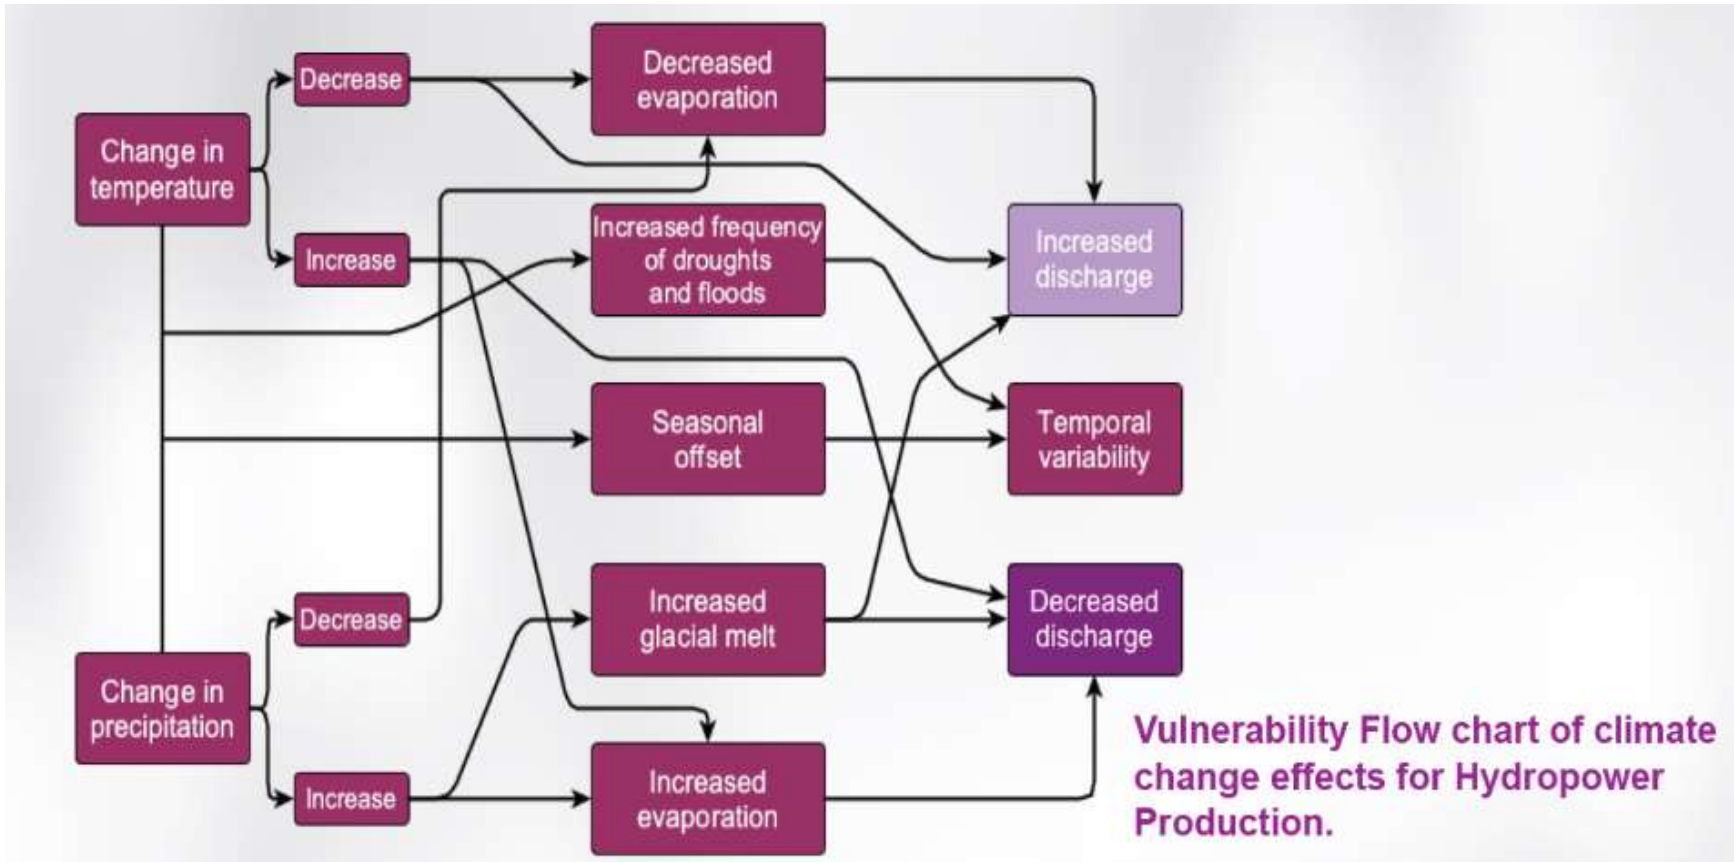 Change in
temperature
Decrease
Increase
Decreased
evaporation
Increased frequency
of droughts
and floods
Increased
discharge
Seasonal
offset
Temporal
variability
Change in
precipitation
Decrease
Increase
Increased
glacial melt
Decreased
discharge
Increased
evaporation
Vulnerability Flow chart of climate
change effects for Hydropower
Production.